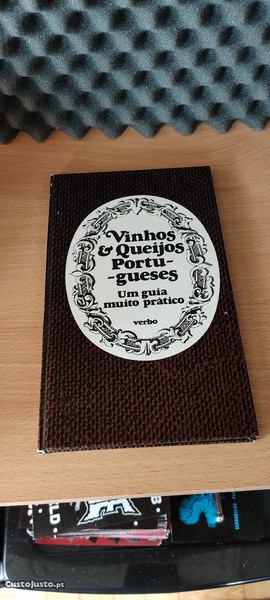 Vinhos
& Queijos
Portu-
-gueses
Um guia
muito prático
verbo
CustoJusto.pt